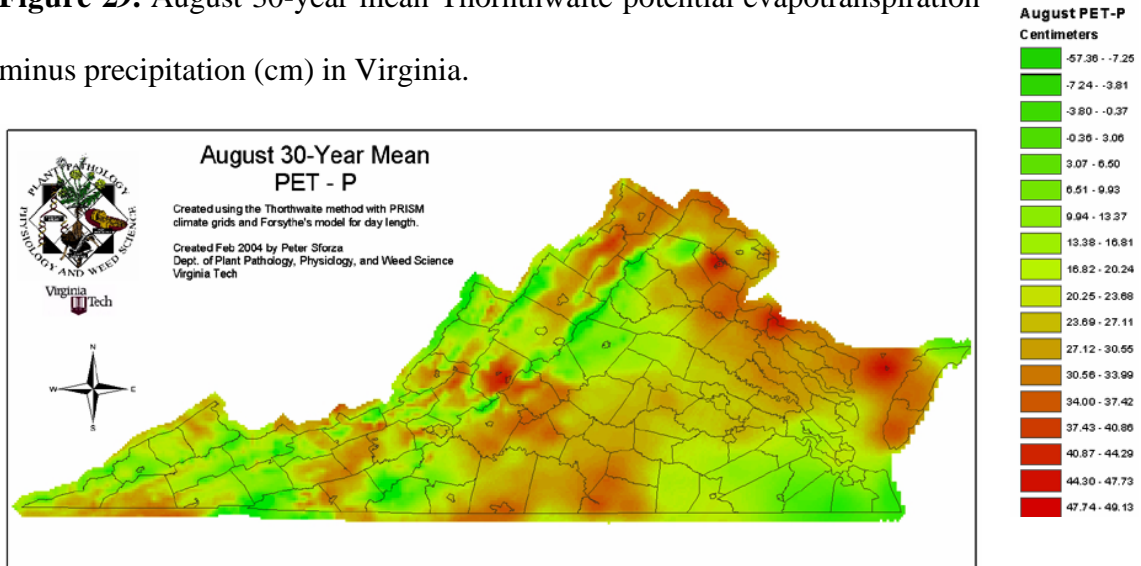 Figure 29. August 30-year mean Thornthwaite potential evapotranspiration
minus precipitation (cm) in Virginia.
August 30-Year Mean
PET - P
Created using the Thorthwaite method with PRISM
climate grids and Forsythe's model for day length.
Created Feb 2004 by Peter Sforza
Dept. of Plant Pathology, Physiology, and Weed Science
Virginia Tech
PLANT PATHOLOGY
PHYSIOLOGY AND WEED SCIENCE
Virginia
Tech
N
W E
S
August PET-P
Centimeters
-57.36 - -7.25
-7.24 - -3.81
-3.80 - -0.37
-0.36 - 3.06
3.07 - 6.50
6.51 - 9.93
9.94 - 13.37
13.38 - 16.81
16.82 - 20.24
20.25 - 23.68
23.69 - 27.11
27.12 - 30.55
30.56 - 33.99
34.00 - 37.42
37.43 - 40.86
40.87 - 44.29
44.30 - 47.73
47.74 - 49.13